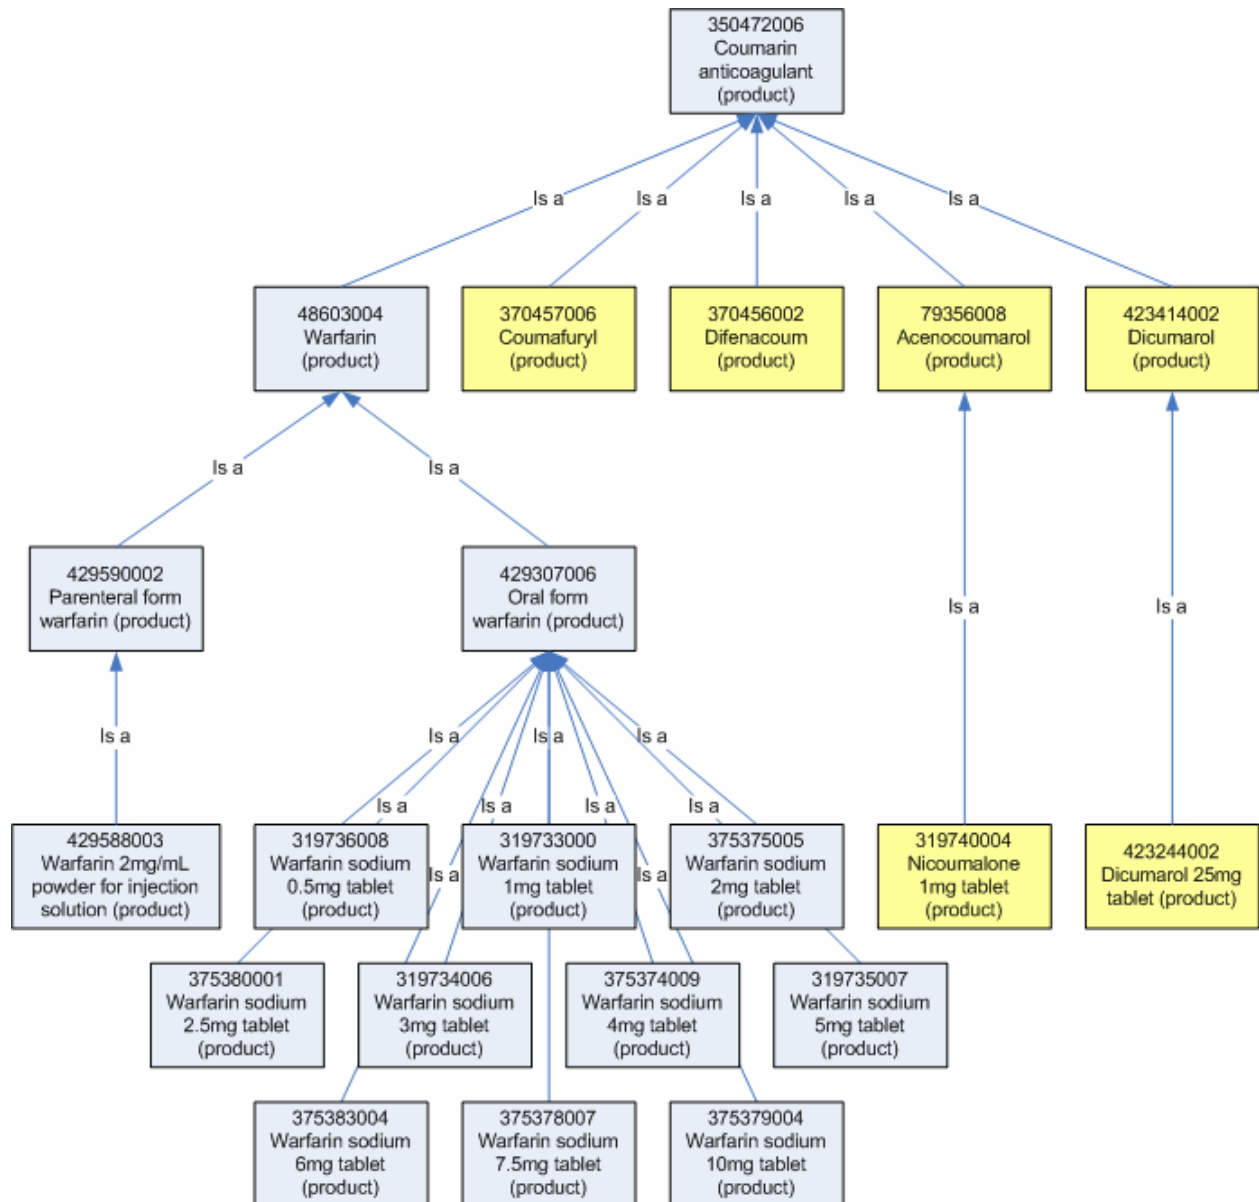 350472006
Coumarin
anticoagulant
(product)
Is a
Is a
Is a
Is a
Is a
48603004
Warfarin
(product)
370457006
Coumafuryl
(product)
370456002
Difenacoum
(product)
79356008
Acenocoumarol
(product)
423414002
Dicumarol
(product)
Is a
Is a
429590002
Parenteral form
warfarin (product)
429307006
Oral form
warfarin (product)
Is a
Is a
Is a
Is a
Is a
Is a
Is a
Is a
Is a
Is a
429588003
Warfarin 2mg/mL
powder for injection
solution (product)
319736008
Warfarin sodium
0.5mg tablet
(product)
Is a
319733000
Warfarin sodium
1mg tablet
(product)
Is a
375375005
Warfarin sodium
2mg tablet
(product)
319740004
Nicoumalone
1mg tablet
(product)
423244002
Dicumarol 25mg
tablet (product)
375380001
Warfarin sodium
2.5mg tablet
(product)
319734006
Warfarin sodium
3mg tablet
(product)
375374009
Warfarin sodium
4mg tablet
(product)
319735007
Warfarin sodium
5mg tablet
(product)
375383004
Warfarin sodium
6mg tablet
(product)
375378007
Warfarin sodium
7.5mg tablet
(product)
375379004
Warfarin sodium
10mg tablet
(product)